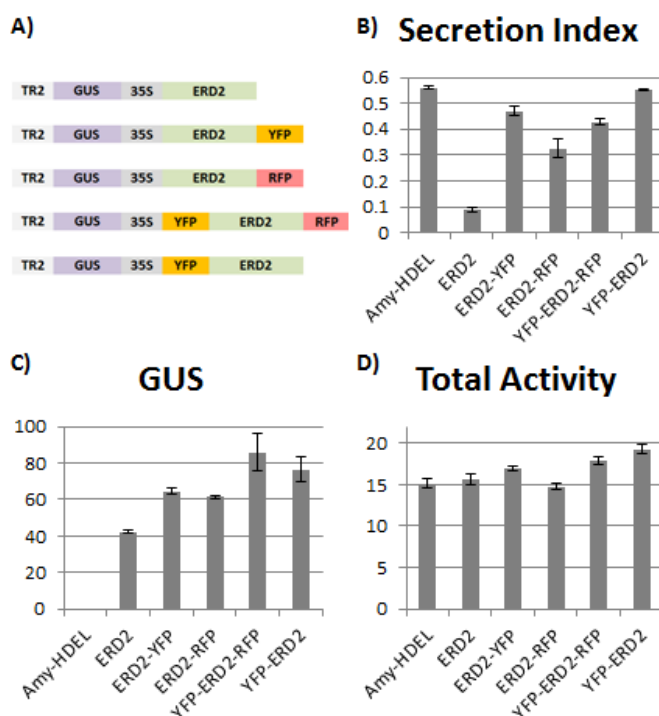 A)
TR2 GUS 35S ERD2
TR2 GUS 35S ERD2 YFP
TR2 GUS 35S ERD2 RFP
TR2 GUS 35S YFP ERD2 RFP
TR2 GUS 35S YFP ERD2
B) Secretion Index
0.6
0.5
0.4
0.3
0.2
0.1
0
Amy-HDEL
ERD2
ERD2-YFP
ERD2-RFP
YFP-ERD2-RFP
YFP-ERD2
C) GUS
100
80
60
40
20
0
Amy-HDEL
ERD2
ERD2-YFP
ERD2-RFP
YFP-ERD2-RFP
YFP-ERD2
D) Total Activity
20
15
10
5
0
Amy-HDEL
ERD2
ERD2-YFP
ERD2-RFP
YFP-ERD2-RFP
YFP-ERD2